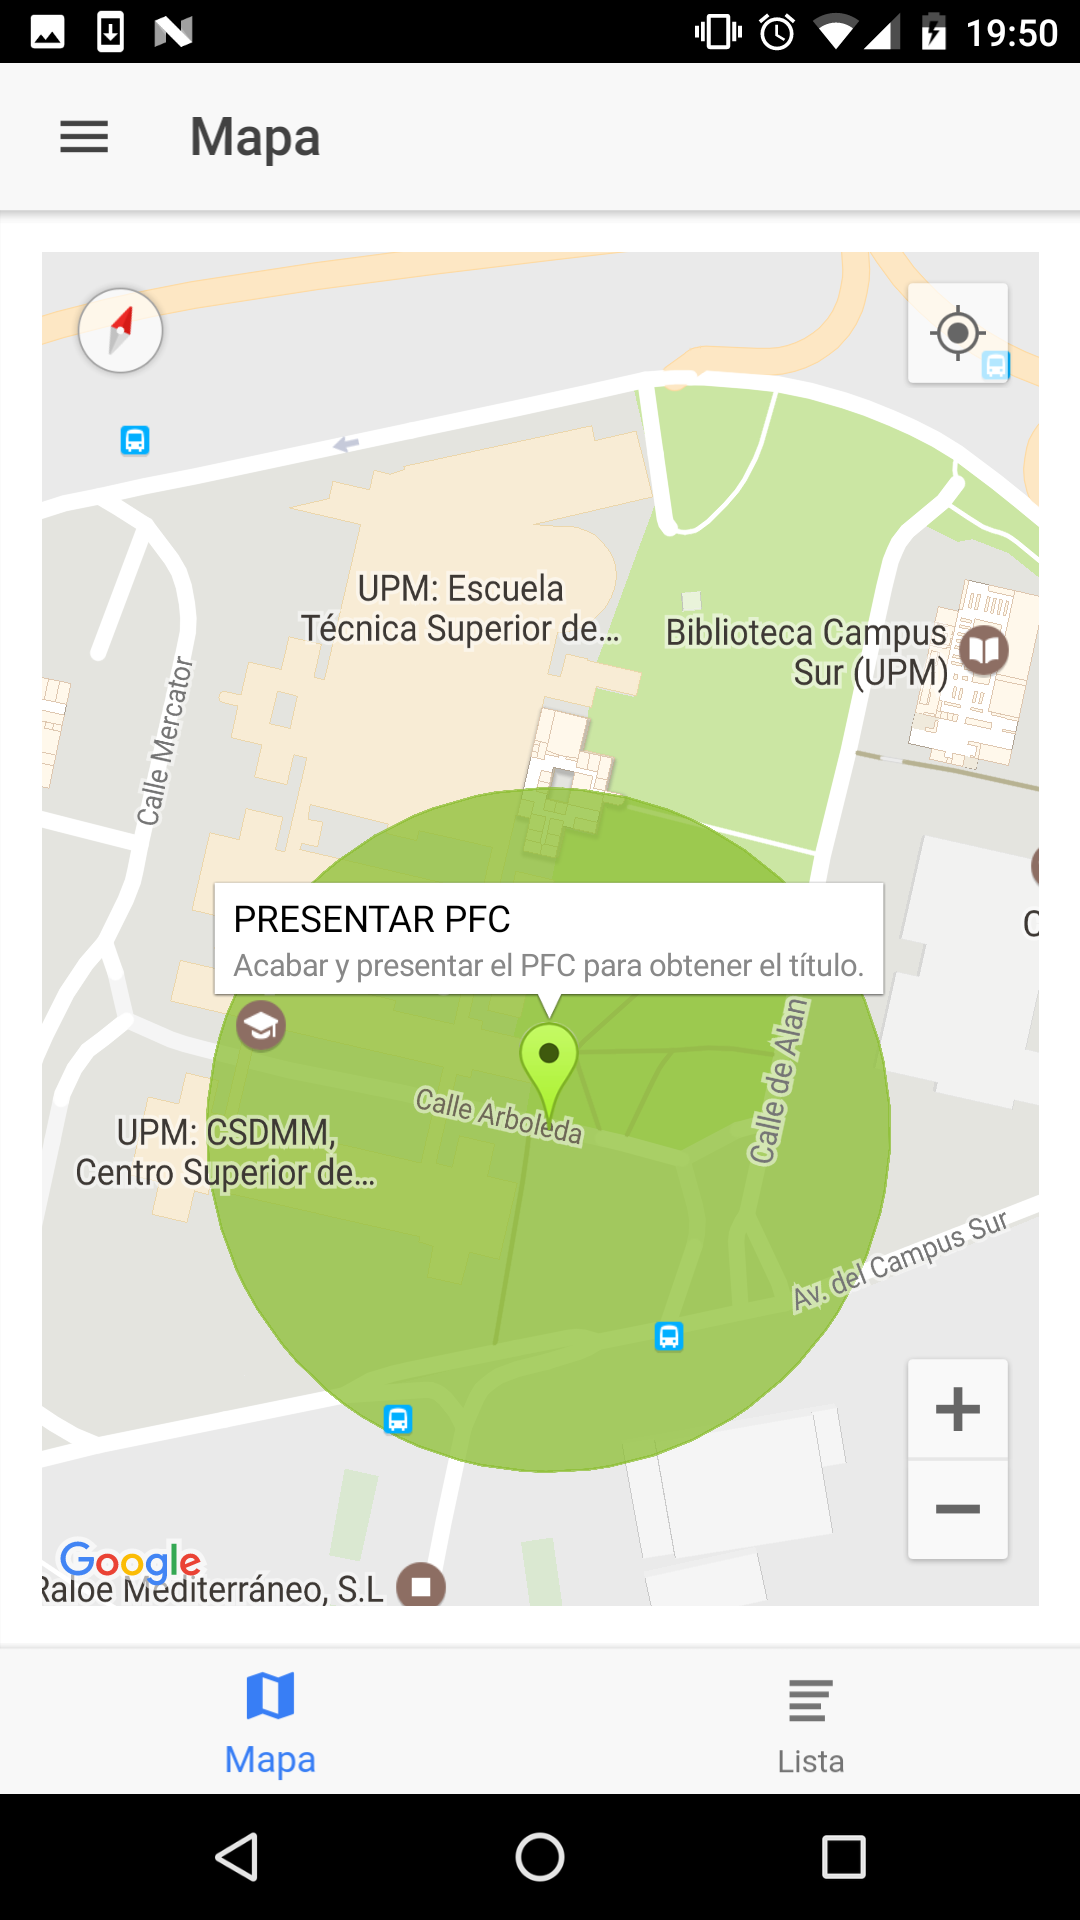 19:50
Mapa
UPM: Escuela
Técnica Superior de...
Biblioteca Campus
Sur (UPM)
Calle Mercator
PRESENTAR PFC
Acabar y presentar el PFC para obtener el título.
Calle de Alan
Calle Arboleda
UPM: CSDMM,
Centro Superior de...
Av. del Campus Sur
Google
Raloe Mediterráneo, S.L
Mapa
Lista